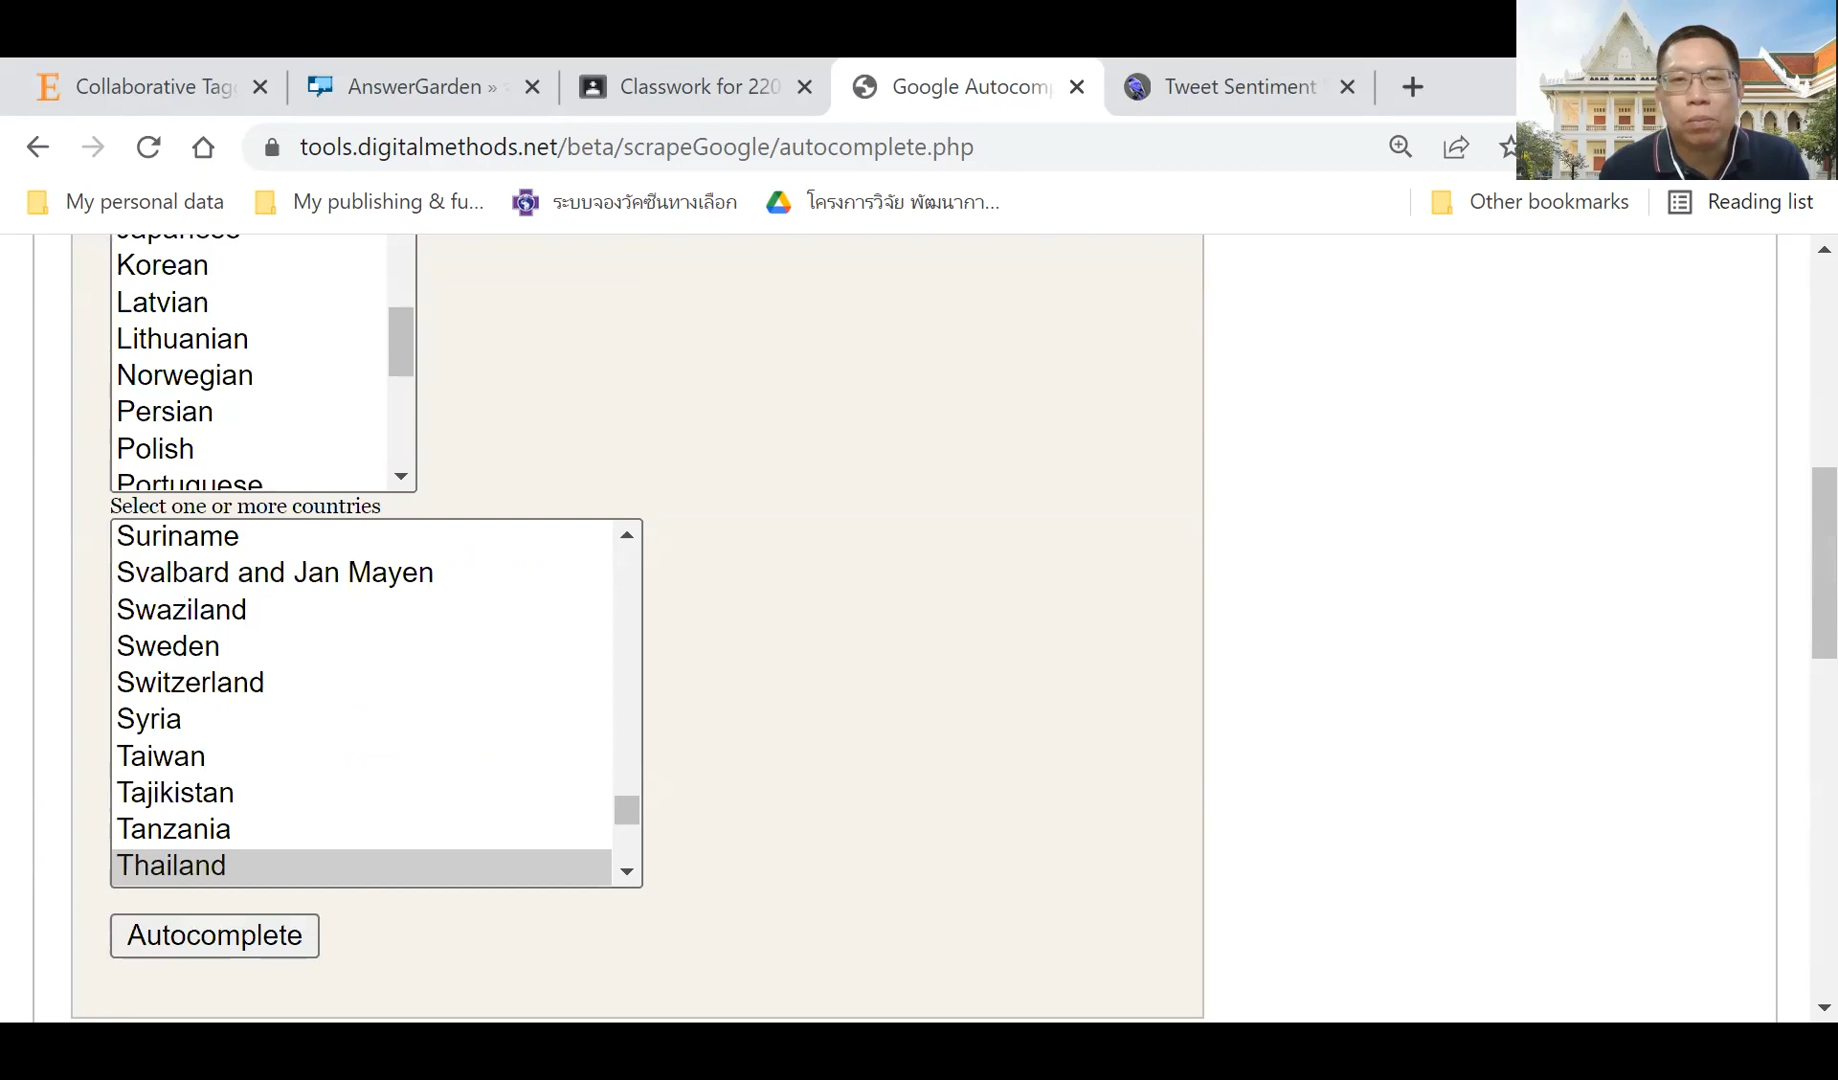 Collaborative Tag
AnswerGarden »
Classwork for 220
Google Autocom
Tweet Sentiment
tools.digitalmethods.net/beta/scrapeGoogle/autocomplete.php
My personal data
My publishing & fu...
ระบบจองวัคซีนทางเลือก
โครงการวิจัย พัฒนากา...
Other bookmarks
Reading list
Japanese
Korean
Latvian
Lithuanian
Norwegian
Persian
Polish
Portuguese
Select one or more countries
Suriname
Svalbard and Jan Mayen
Swaziland
Sweden
Switzerland
Syria
Taiwan
Tajikistan
Tanzania
Thailand
Autocomplete